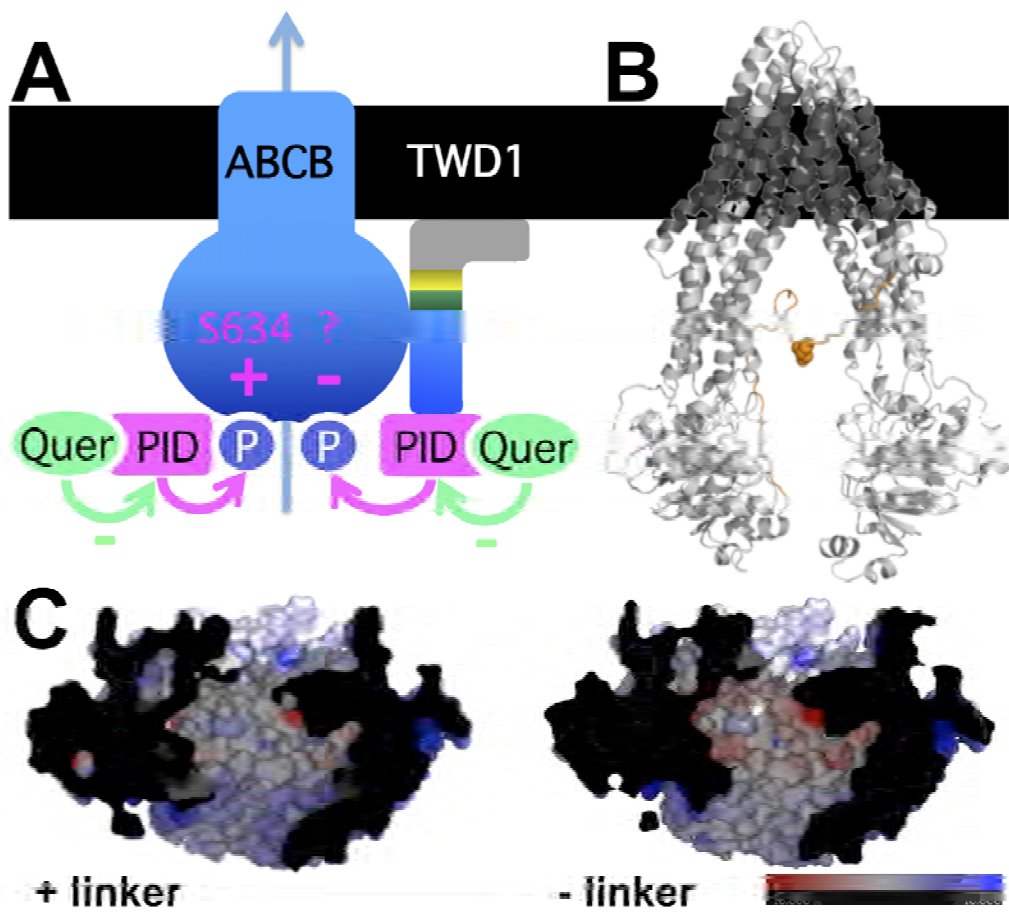 A
B
ABCB
TWD1
S634 ?
+ -
Quer PID P P PID Quer
- -
C
+ linker
- linker